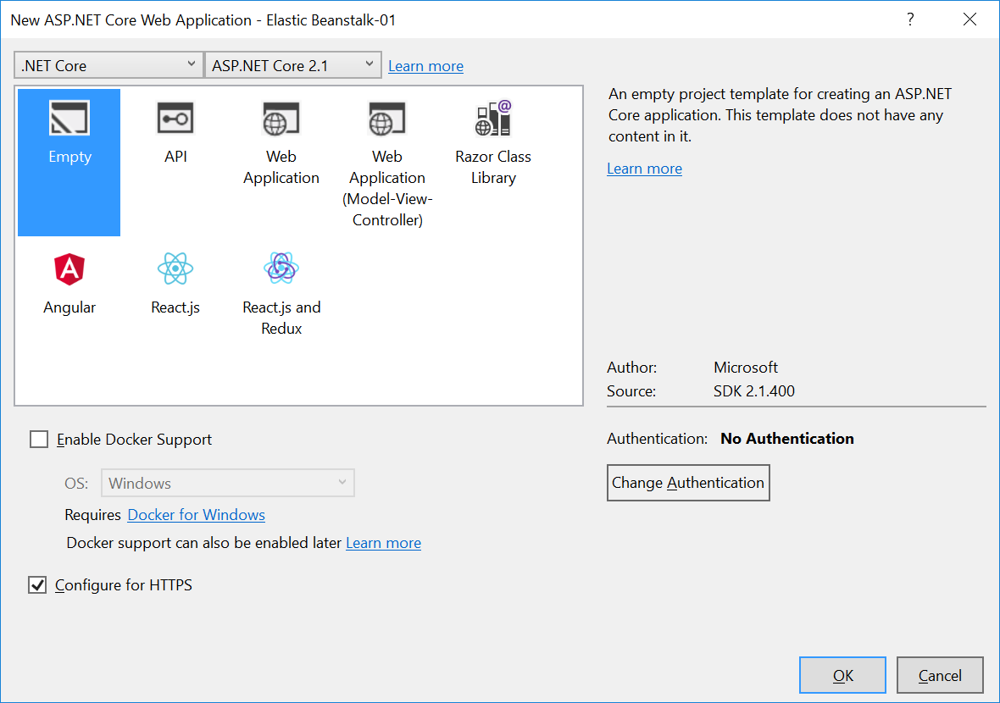 New ASP.NET Core Web Application - Elastic Beanstalk-01
?
.NET Core
ASP.NET Core 2.1
Learn more
Empty
API
Web
Application
Web
Application
(Model-View-
Controller)
Razor Class
Library
Angular
React.js
React.js and
Redux
An empty project template for creating an ASP.NET
Core application. This template does not have any
content in it.
Learn more
Author: Microsoft
Source: SDK 2.1.400
Enable Docker Support
OS: Windows
Requires Docker for Windows
Docker support can also be enabled later Learn more
Configure for HTTPS
Authentication: No Authentication
Change Authentication
OK
Cancel